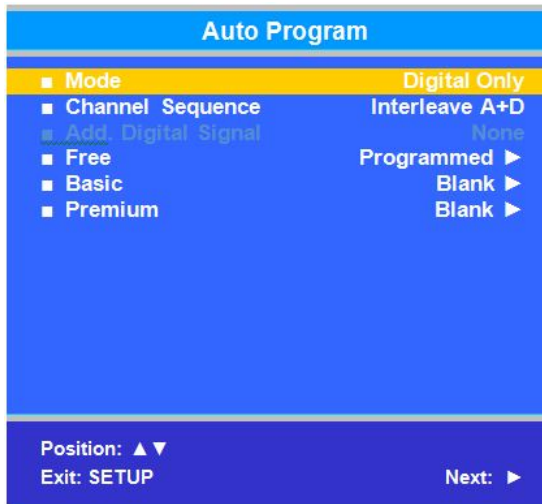 Auto Program
■ Mode Digital Only
■ Channel Sequence Interleave A+D
■ Add. Digital Signal None
■ Free Programmed ►
■ Basic Blank ►
■ Premium Blank ►
Position: ▲▼
Exit: SETUP Next: ►